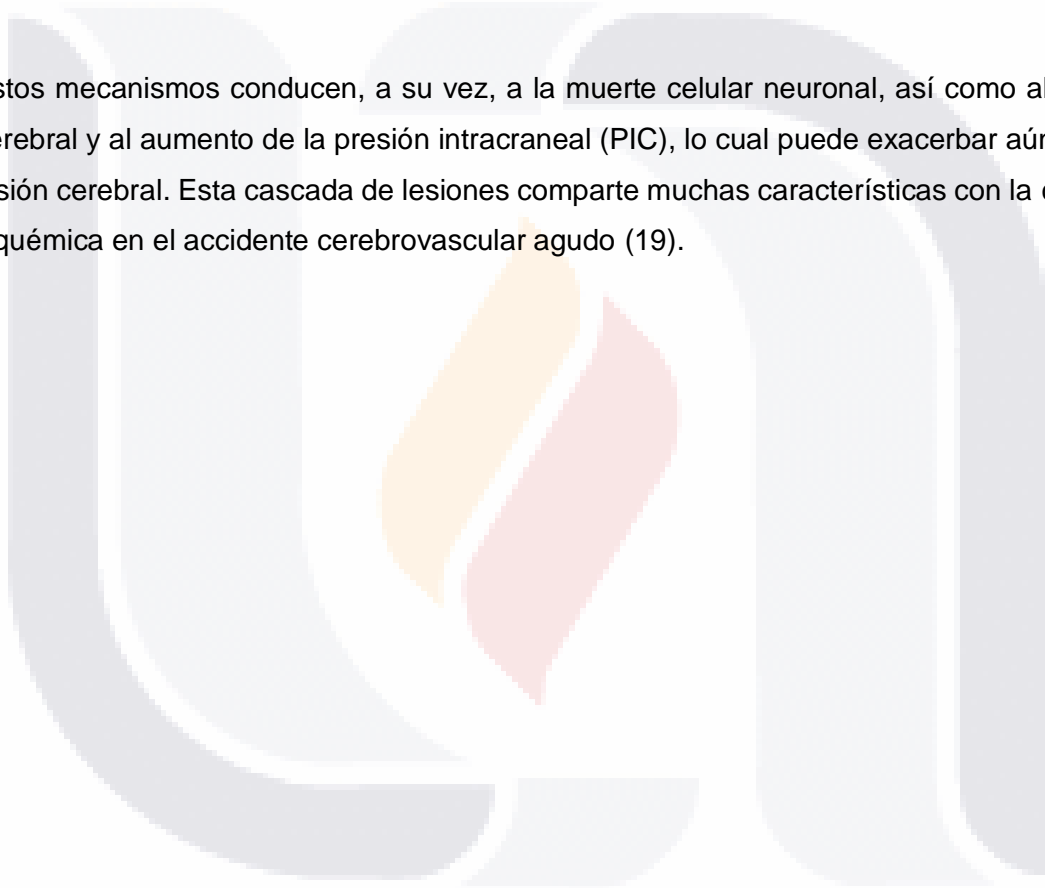 stos mecanismos conducen, a su vez, a la muerte celular neuronal, así como al
erebral y al aumento de la presión intracraneal (PIC), lo cual puede exacerbar aún
sión cerebral. Esta cascada de lesiones comparte muchas características con la
quémica en el accidente cerebrovascular agudo (19).